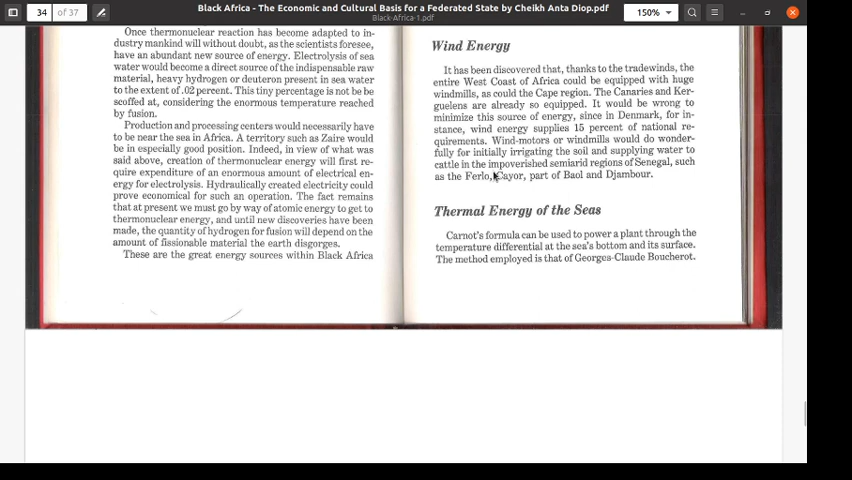 34 of 37
Black Africa - The Economic and Cultural Basis for a Federated State by Cheikh Anta Diop.pdf
Black-Africa-1.pdf
150%
Once thermonuclear reaction has become adapted to in-
dustry mankind will without doubt, as the scientists foresee,
have an abundant new source of energy. Electrolysis of sea
water would become a direct source of the indispensable raw
material, heavy hydrogen or deuteron present in sea water
to the extent of .02 percent. This tiny percentage is not be be
scoffed at, considering the enormous temperature reached
by fusion.
Production and processing centers would necessarily have
to be near the sea in Africa. A territory such as Zaire would
be in especially good position. Indeed, in view of what was
said above, creation of thermonuclear energy will first re-
quire expenditure of an enormous amount of electrical en-
ergy for electrolysis. Hydraulically created electricity could
prove economical for such an operation. The fact remains
that at present we must go by way of atomic energy to get to
thermonuclear energy, and until new discoveries have been
made, the quantity of hydrogen for fusion will depend on the
amount of fissionable material the earth disgorges.
These are the great energy sources within Black Africa
Wind Energy
It has been discovered that, thanks to the tradewinds, the
entire West Coast of Africa could be equipped with huge
windmills, as could the Cape region. The Canaries and Ker-
guelens are already so equipped. It would be wrong to
minimize this source of energy, since in Denmark, for in-
stance, wind energy supplies 15 percent of national re-
quirements. Wind-motors or windmills would do wonder-
fully for initially irrigating the soil and supplying water to
cattle in the impoverished semiarid regions of Senegal, such
as the Ferlo, Cayor, part of Baol and Djambour.
Thermal Energy of the Seas
Carnot's formula can be used to power a plant through the
temperature differential at the sea's bottom and its surface.
The method employed is that of Georges-Claude Boucherot.